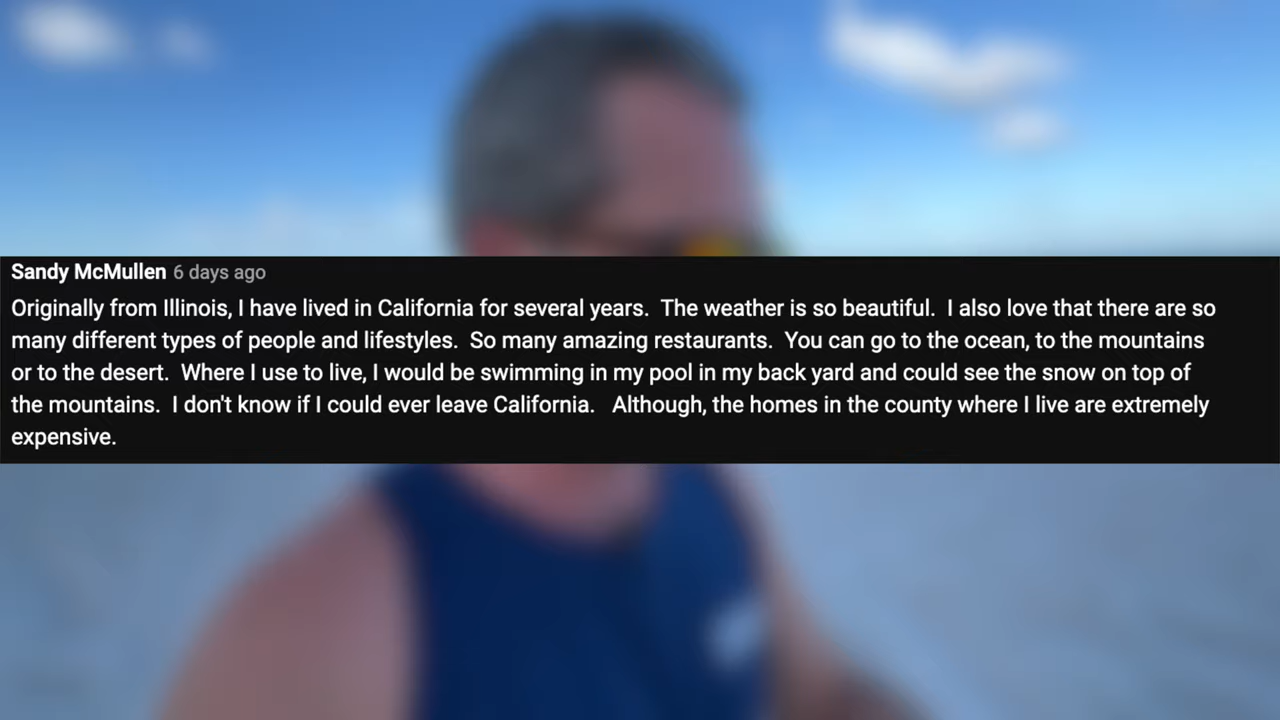 Sandy McMullen 6 days ago
Originally from Illinois, I have lived in California for several years.  The weather is so beautiful.  I also love that there are so
many different types of people and lifestyles.  So many amazing restaurants.  You can go to the ocean, to the mountains
or to the desert.  Where I use to live, I would be swimming in my pool in my back yard and could see the snow on top of
the mountains.  I don't know if I could ever leave California.   Although, the homes in the county where I live are extremely
expensive.